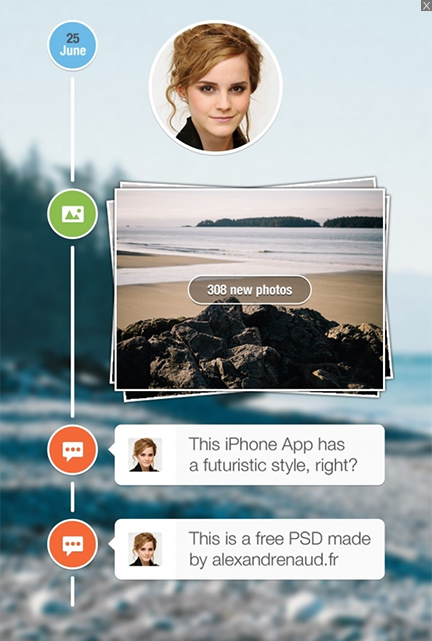 X
25
June
308 new photos
This iPhone App has
a futuristic style, right?
This is a free PSD made
by alexandrenaud.fr